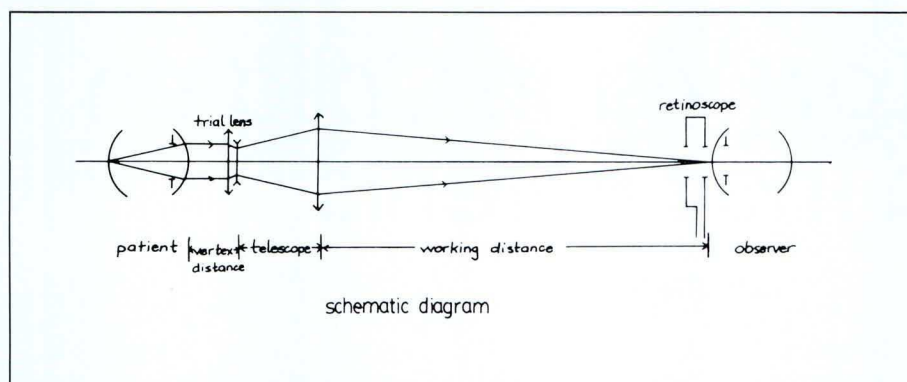 retinoscope
trial lens
patient
vertex
distance
telescope
working distance
observer
schematic diagram